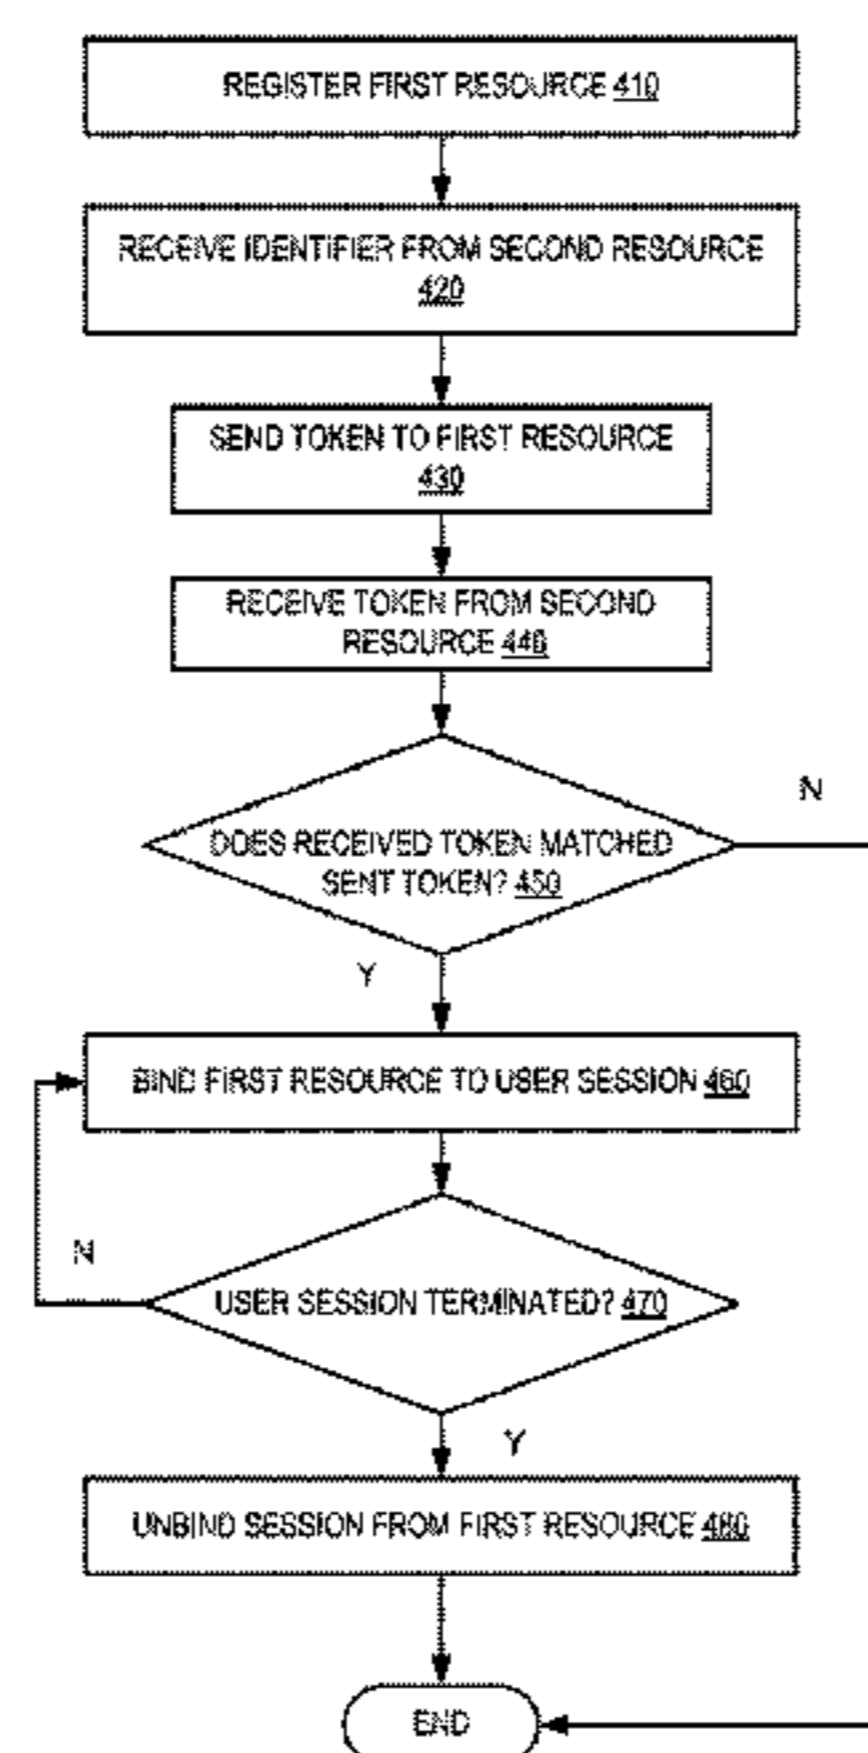 REGISTER FIRST RESOURCE 410
RECEIVE IDENTIFIER FROM SECOND RESOURCE
420
SEND TOKEN TO FIRST RESOURCE
430
RECEIVE TOKEN FROM SECOND
RESOURCE 440
DOES RECEIVED TOKEN MATCHED
SENT TOKEN? 450
N
Y
BIND FIRST RESOURCE TO USER SESSION 460
N
USER SESSION TERMINATED? 470
Y
UNBIND SESSION FROM FIRST RESOURCE 480
END